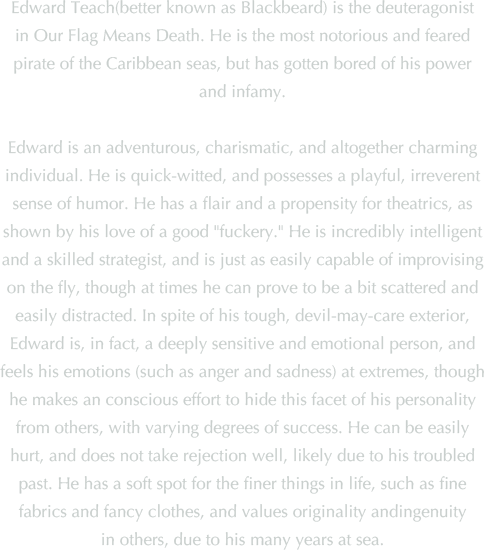 Edward Teach(better known as Blackbeard) is the deuteragonist
in Our Flag Means Death. He is the most notorious and feared
pirate of the Caribbean seas, but has gotten bored of his power
and infamy.
Edward is an adventurous, charismatic, and altogether charming
individual. He is quick-witted, and possesses a playful, irreverent
sense of humor. He has a flair and a propensity for theatrics, as
shown by his love of a good "fuckery." He is incredibly intelligent
and a skilled strategist, and is just as easily capable of improvising
on the fly, though at times he can prove to be a bit scattered and
easily distracted. In spite of his tough, devil-may-care exterior,
Edward is, in fact, a deeply sensitive and emotional person, and
feels his emotions (such as anger and sadness) at extremes, though
he makes an conscious effort to hide this facet of his personality
from others, with varying degrees of success. He can be easily
hurt, and does not take rejection well, likely due to his troubled
past. He has a soft spot for the finer things in life, such as fine
fabrics and fancy clothes, and values originality andingenuity
in others, due to his many years at sea.